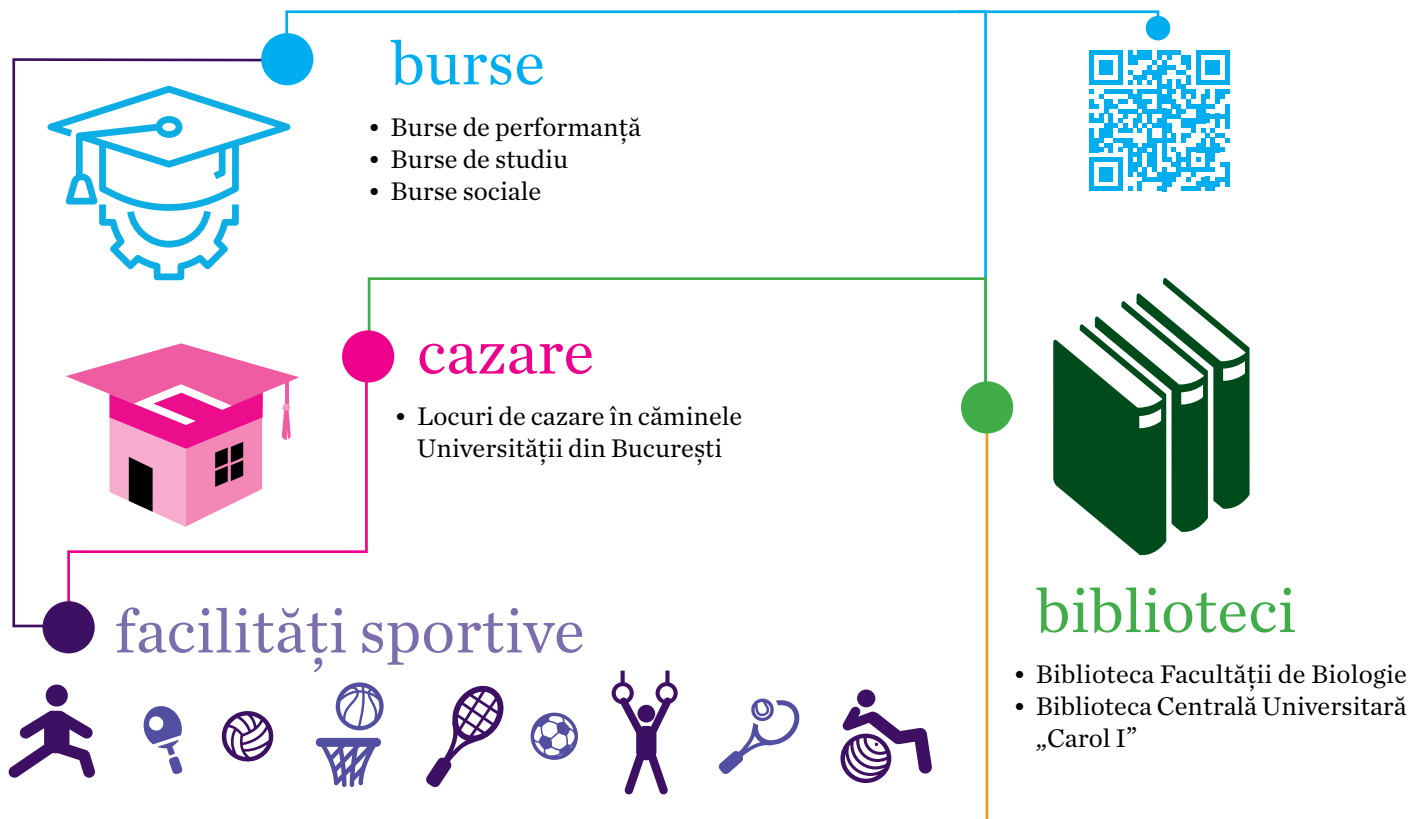 burse
• Burse de performanță
• Burse de studiu
• Burse sociale
cazare
• Locuri de cazare în căminele
Universității din București
facilități sportive
biblioteci
• Biblioteca Facultății de Biologie
• Biblioteca Centrală Universitară
„Carol I”